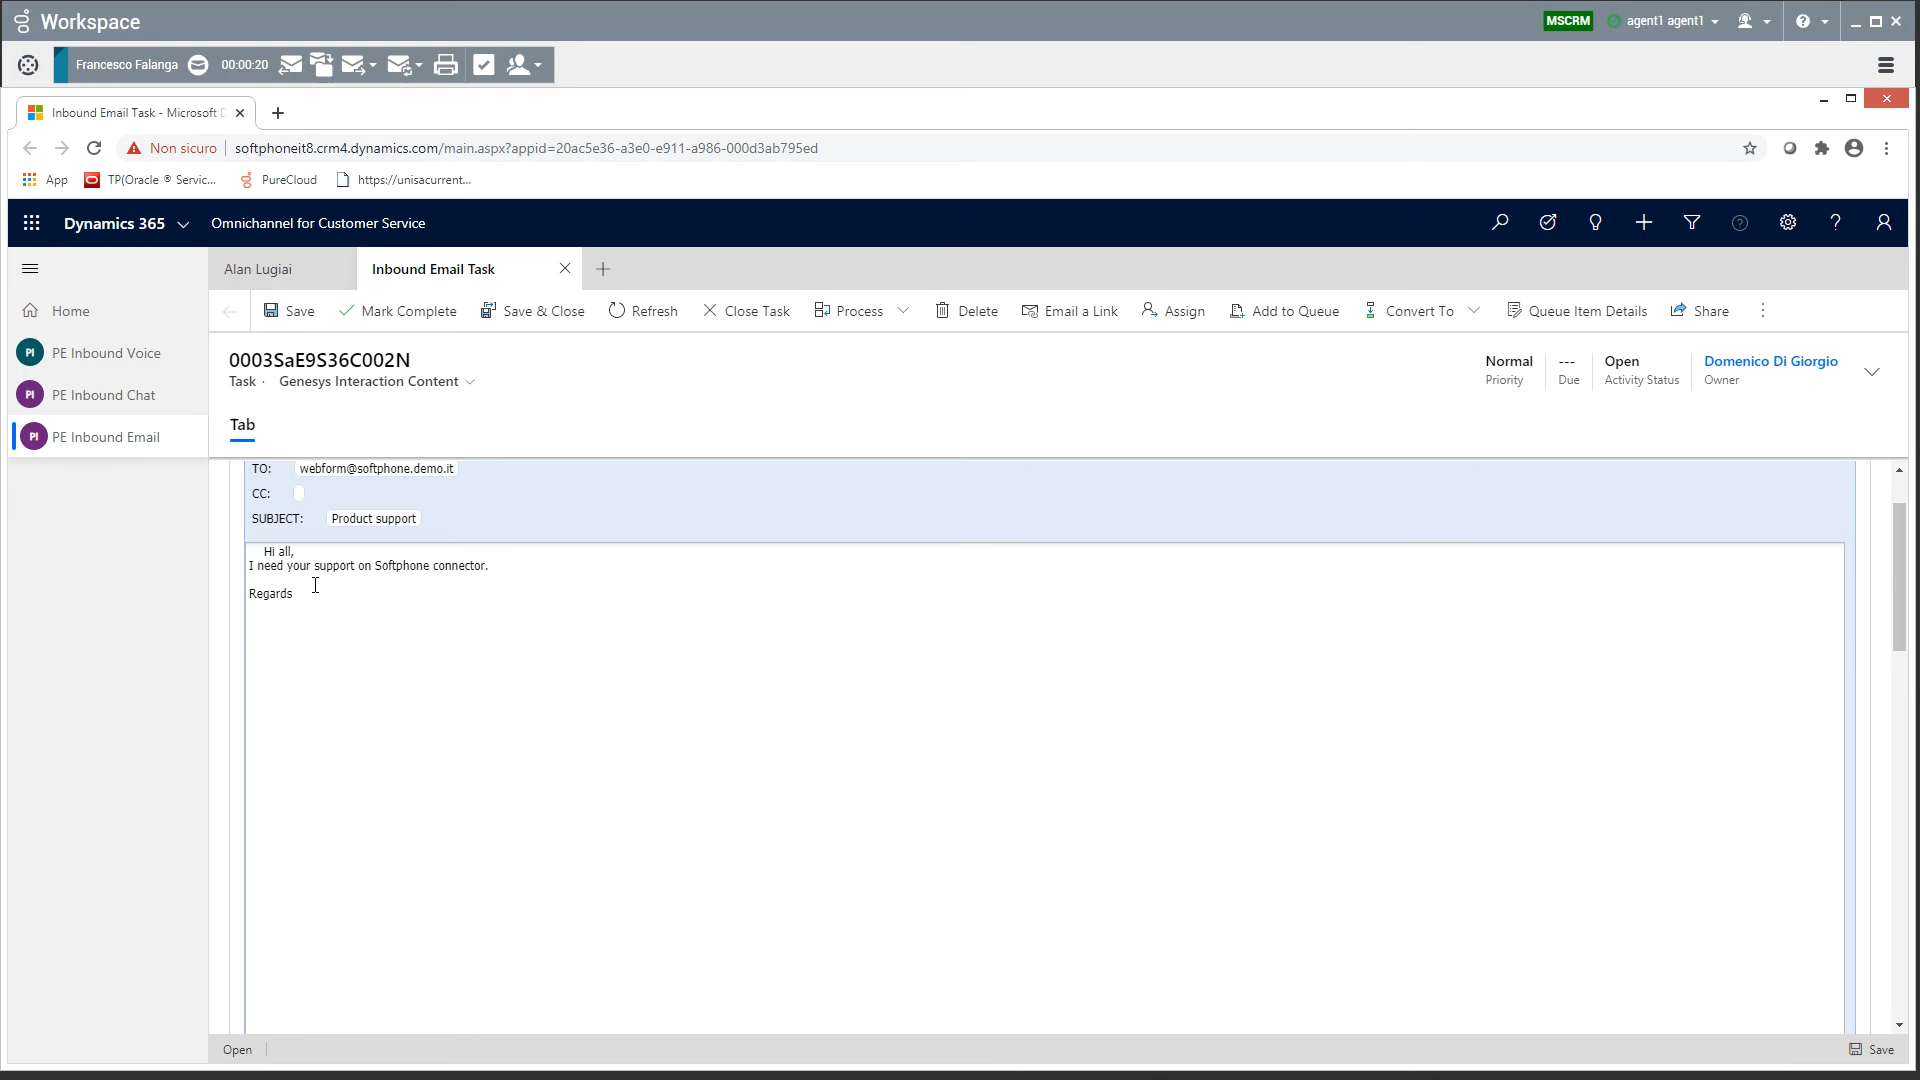 Workspace
MSCRM
agent1 agent1
Francesco Falanga
00:00:20
Inbound Email Task - Microsoft D
Non sicuro
softphoneit8.crm4.dynamics.com/main.aspx?appid=20ac5e36-a3e0-e911-a986-000d3ab795ed
App
TP(Oracle ® Servic...
PureCloud
https://unisacurrent...
Dynamics 365
Omnichannel for Customer Service
Alan Lugiai
Inbound Email Task
Home
PI PE Inbound Voice
PI PE Inbound Chat
PI PE Inbound Email
Save
Mark Complete
Save & Close
Refresh
Close Task
Process
Delete
Email a Link
Assign
Add to Queue
Convert To
Queue Item Details
Share
0003SaE9S36C002N
Task · Genesys Interaction Content
Normal
Priority
---
Due
Open
Activity Status
Domenico Di Giorgio
Owner
Tab
TO: webform@softphone.demo.it
CC:
SUBJECT: Product support
Hi all,
I need your support on Softphone connector.
Regards
Open
Save